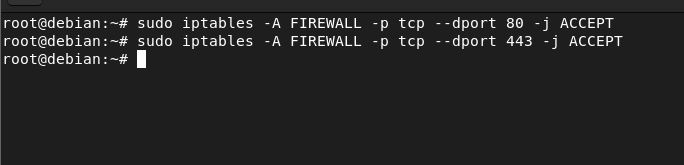 root@debian:~# sudo iptables -A FIREWALL -p tcp --dport 80 -j ACCEPT
root@debian:~# sudo iptables -A FIREWALL -p tcp --dport 443 -j ACCEPT
root@debian:~#